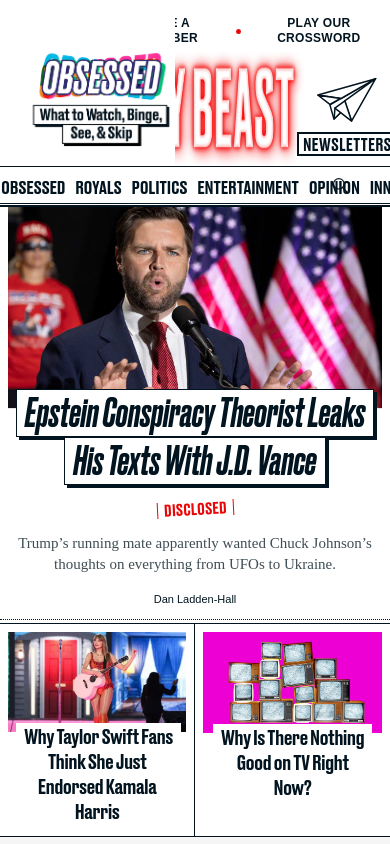 E A
BER
PLAY OUR
CROSSWORD
OBSESSED
What to Watch, Binge,
See, & Skip
Y BEAST
NEWSLETTERS
OBSESSED ROYALS POLITICS ENTERTAINMENT OPINION INN
Epstein Conspiracy Theorist Leaks
His Texts With J.D. Vance
DISCLOSED
Trump’s running mate apparently wanted Chuck Johnson’s
thoughts on everything from UFOs to Ukraine.
Dan Ladden-Hall
Why Taylor Swift Fans
Think She Just
Endorsed Kamala
Harris
Why Is There Nothing
Good on TV Right
Now?